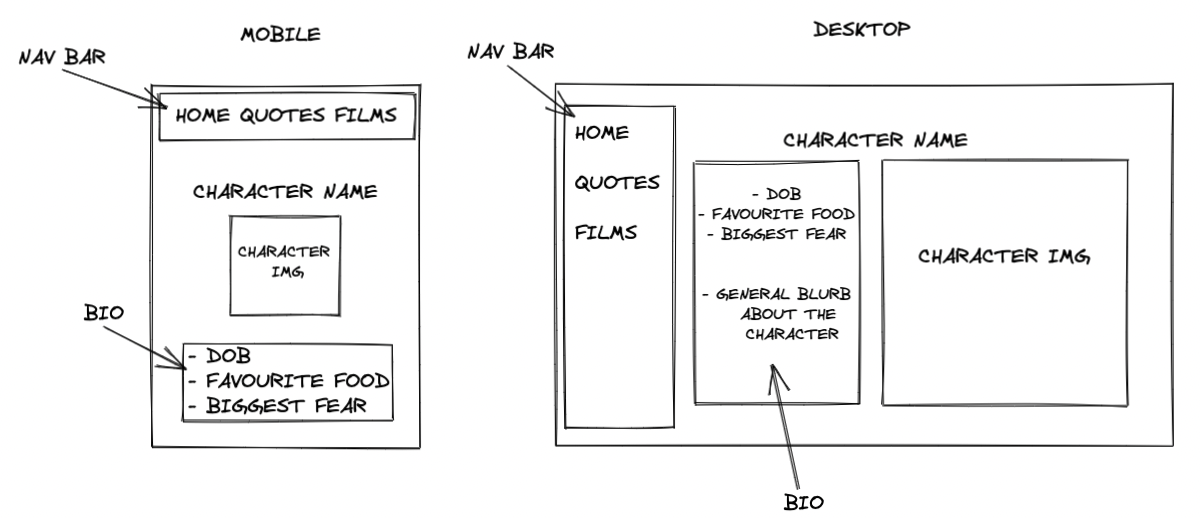 MOBILE
NAV BAR
HOME QUOTES FILMS
CHARACTER NAME
CHARACTER
IMG
BIO
- DOB
- FAVOURITE FOOD
- BIGGEST FEAR
DESKTOP
NAV BAR
HOME
QUOTES
FILMS
CHARACTER NAME
- DOB
- FAVOURITE FOOD
- BIGGEST FEAR
- GENERAL BLURB
ABOUT THE
CHARACTER
CHARACTER IMG
BIO